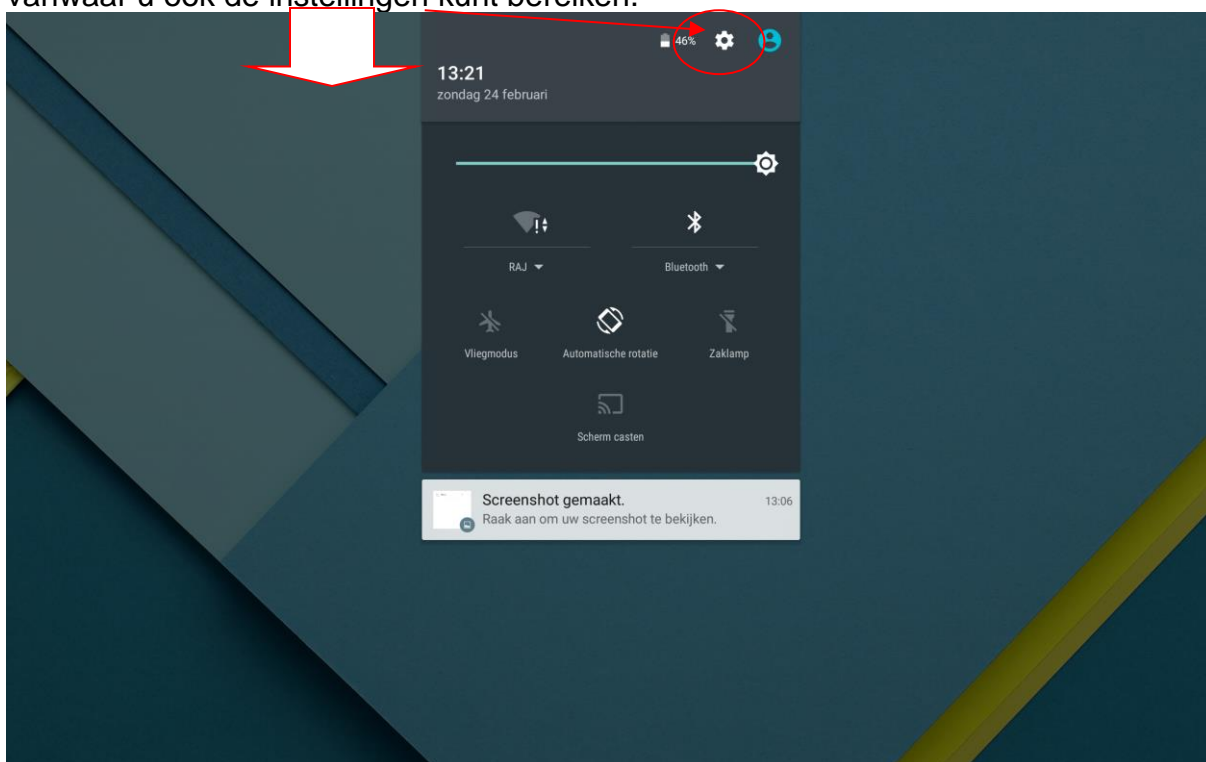 vanwaar u ook de instellingen kunt bereiken.
46%
13:21
zondag 24 februari
RAJ
Bluetooth
Vliegmodus
Automatische rotatie
Zaklamp
Scherm casten
Screenshot gemaakt.
13:06
Raak aan om uw screenshot te bekijken.